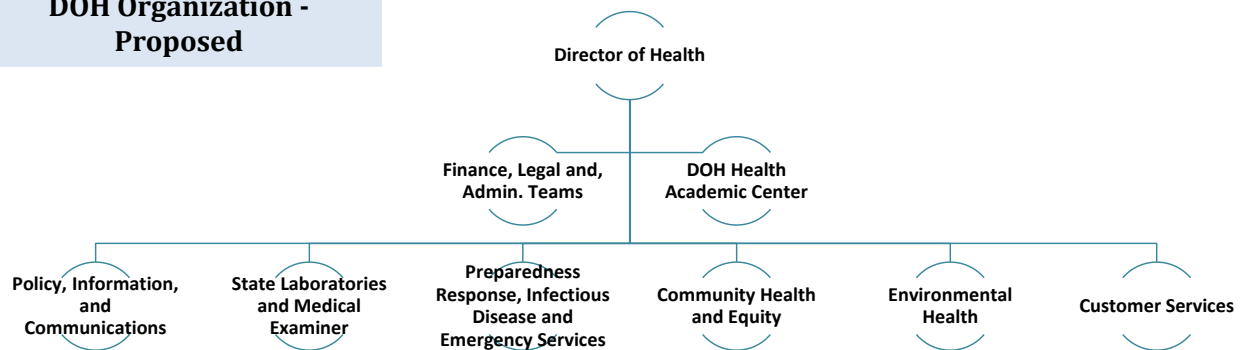 DOH Organization -
Proposed
Director of Health
Finance, Legal and,
Admin. Teams
DOH Health
Academic Center
Policy, Information,
and
Communications
State Laboratories
and Medical
Examiner
Preparedness
Response, Infectious
Disease and
Emergency Services
Community Health
and Equity
Environmental
Health
Customer Services